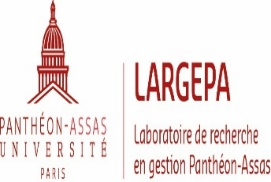 PANTHÉON-ASSAS
UNIVERSITÉ
PARIS
LARGEPA
Laboratoire de recherche
en gestion Panthéon-Assas